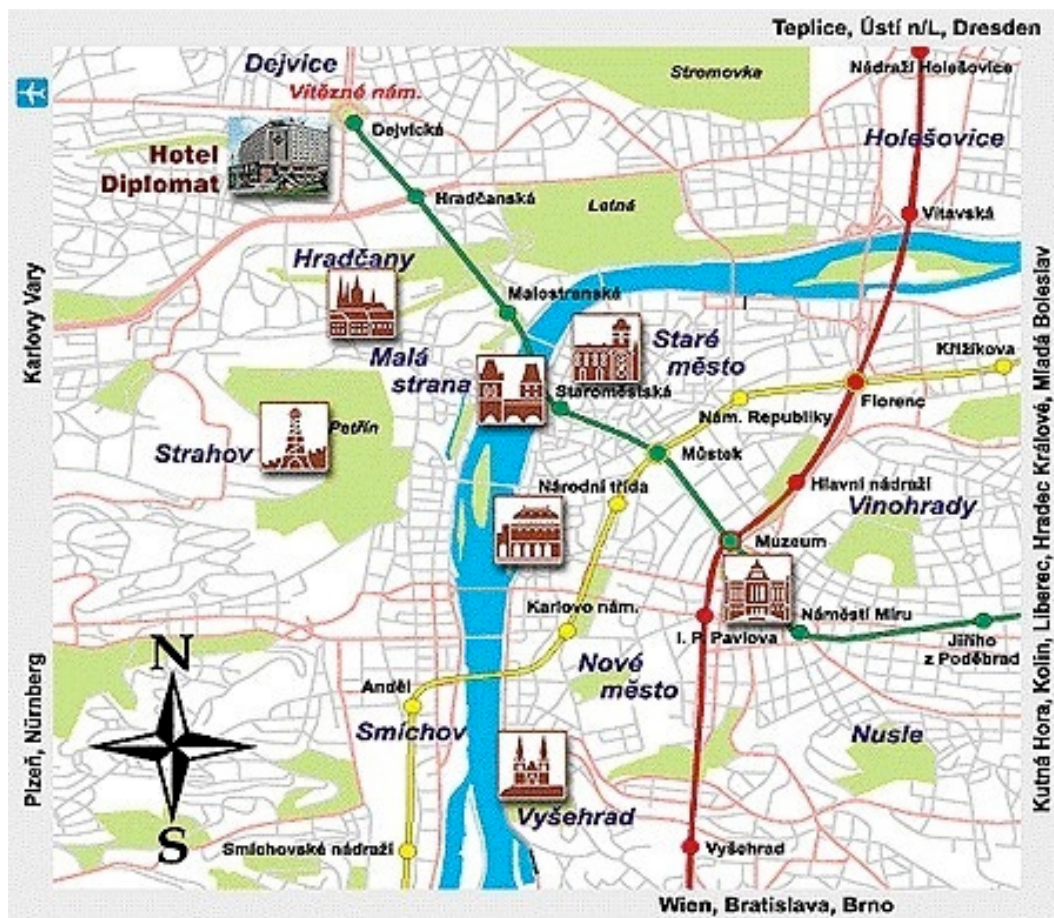 Teplice, Ústí n/L, Dresden
Dejvice
Vítězné nám.
Stromovka
Nádraží Holešovice
Dejvická
Holešovice
Hotel
Diplomat
Hradčanská
Letná
Vltavská
Hradčany
Karlovy Vary
Malostranská
Malá
strana
Staré
město
Křižíkova
Staroměstská
Nám. Republiky
Florenc
Petřín
Strahov
Můstek
Národní třída
Hlavní nádraží
Vinohrady
Muzeum
Karlovo nám.
Náměstí Míru
I. P. Pavlova
Jiřího
z Poděbrad
Kutná Hora, Kolín, Liberec, Hradec Králové, Mladá Boleslav
N
Nové
město
Plzeň, Nürnberg
Anděl
Smíchov
Nusle
Vyšehrad
S
Smíchovské nádraží
Vyšehrad
Wien, Bratislava, Brno